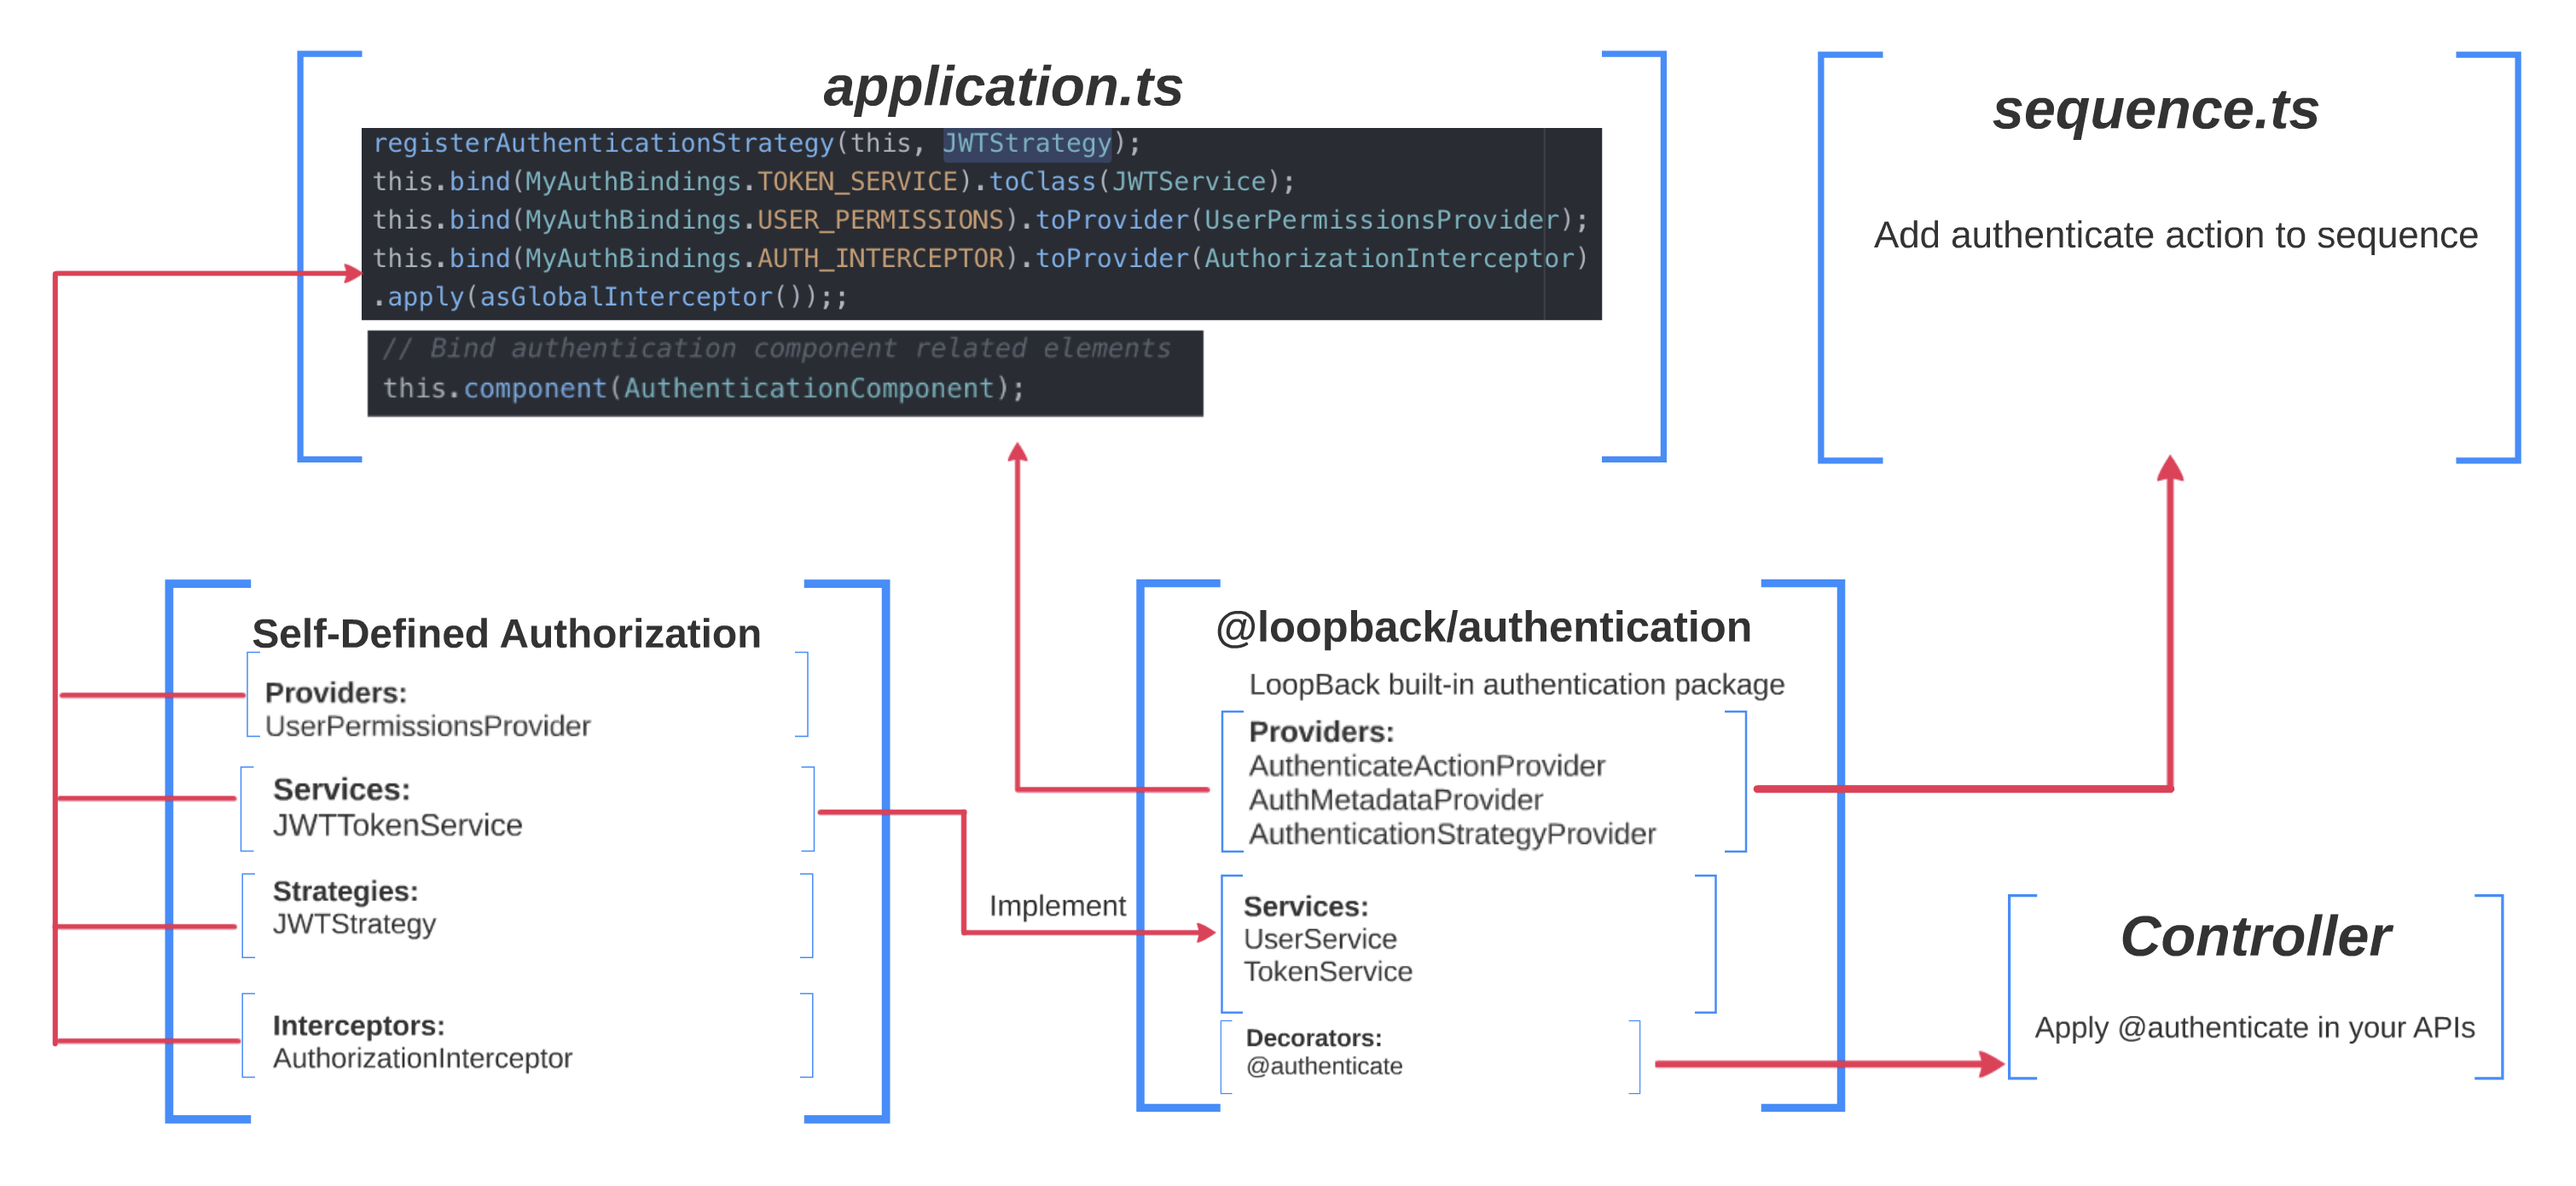 application.ts
registerAuthenticationStrategy(this, JWTStrategy);
this.bind(MyAuthBindings.TOKEN_SERVICE).toClass(JWTService);
this.bind(MyAuthBindings.USER_PERMISSIONS).toProvider(UserPermissionsProvider);
this.bind(MyAuthBindings.AUTH_INTERCEPTOR).toProvider(AuthorizationInterceptor)
.apply(asGlobalInterceptor());;
// Bind authentication component related elements
this.component(AuthenticationComponent);
sequence.ts
Add authenticate action to sequence
Self-Defined Authorization
Providers:
UserPermissionsProvider
Services:
JWTTokenService
Strategies:
JWTStrategy
Interceptors:
AuthorizationInterceptor
Implement
@loopback/authentication
LoopBack built-in authentication package
Providers:
AuthenticateActionProvider
AuthMetadataProvider
AuthenticationStrategyProvider
Services:
UserService
TokenService
Decorators:
@authenticate
Controller
Apply @authenticate in your APIs